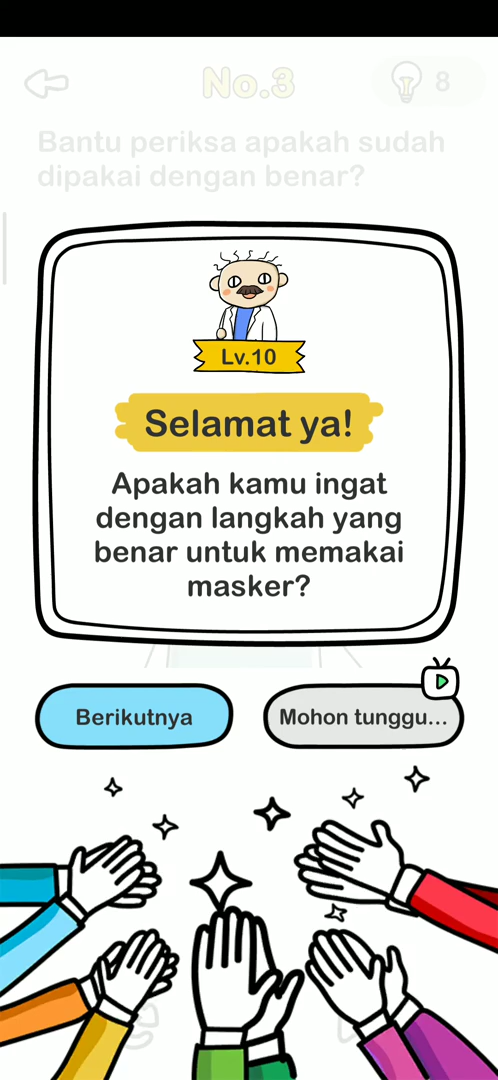 No.3
8
Bantu periksa apakah sudah
dipakai dengan benar?
Lv.10
Selamat ya!
Apakah kamu ingat
dengan langkah yang
benar untuk memakai
masker?
Berikutnya
Mohon tunggu...